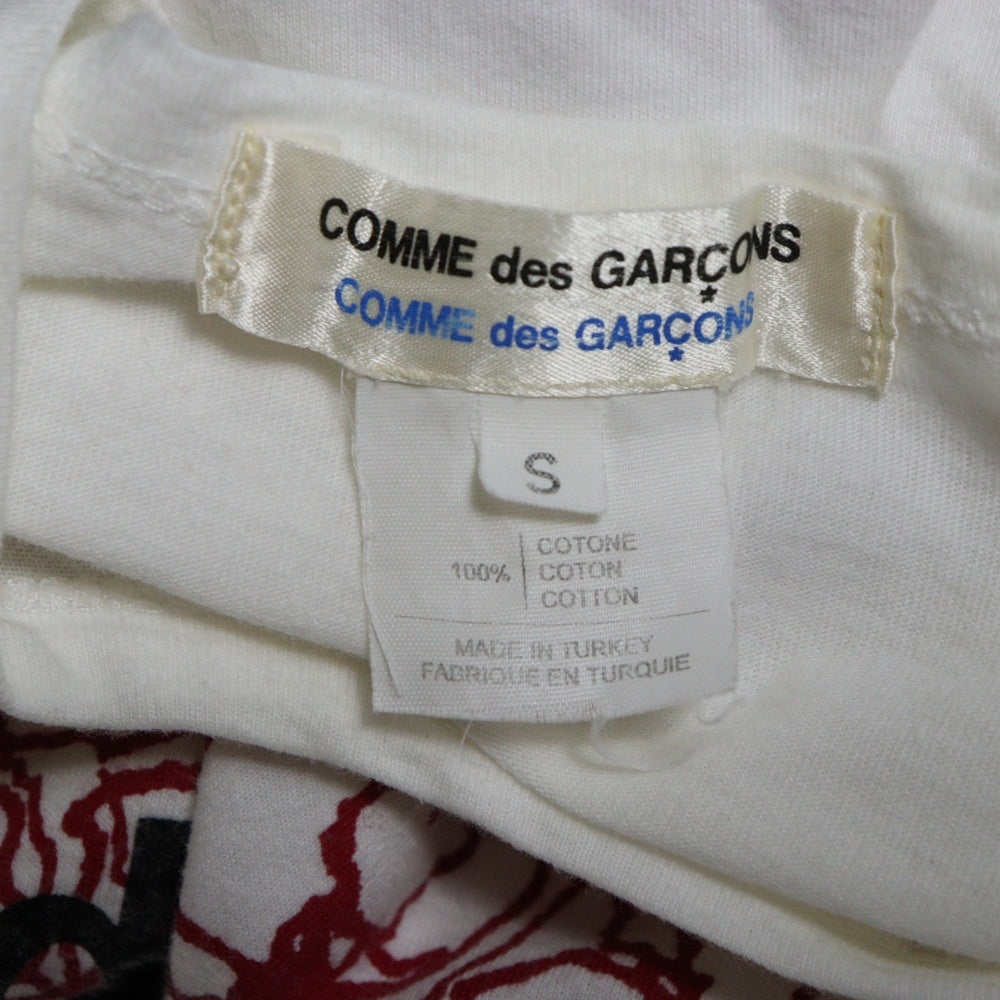 COMME des GARÇONS
COMME des GARÇONS
S
COTONE
100% COTON
COTTON
MADE IN TURKEY
FABRIQUE EN TURQUIE